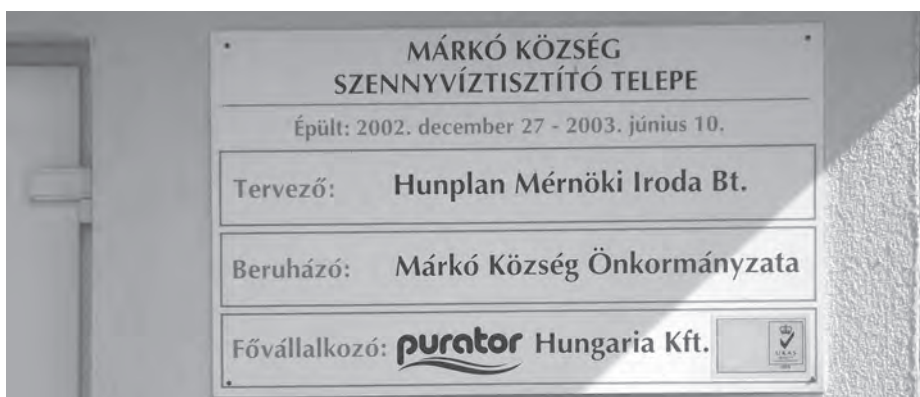 MÁRKÓ KÖZSÉG
SZENNYVÍZTISZTÍTÓ TELEPE
Épült: 2002. december 27 - 2003. június 10.
Tervező: Hunplan Mérnöki Iroda Bt.
Beruházó: Márkó Község Önkormányzata
Fővállalkozó: purator Hungaria Kft.
UKAS